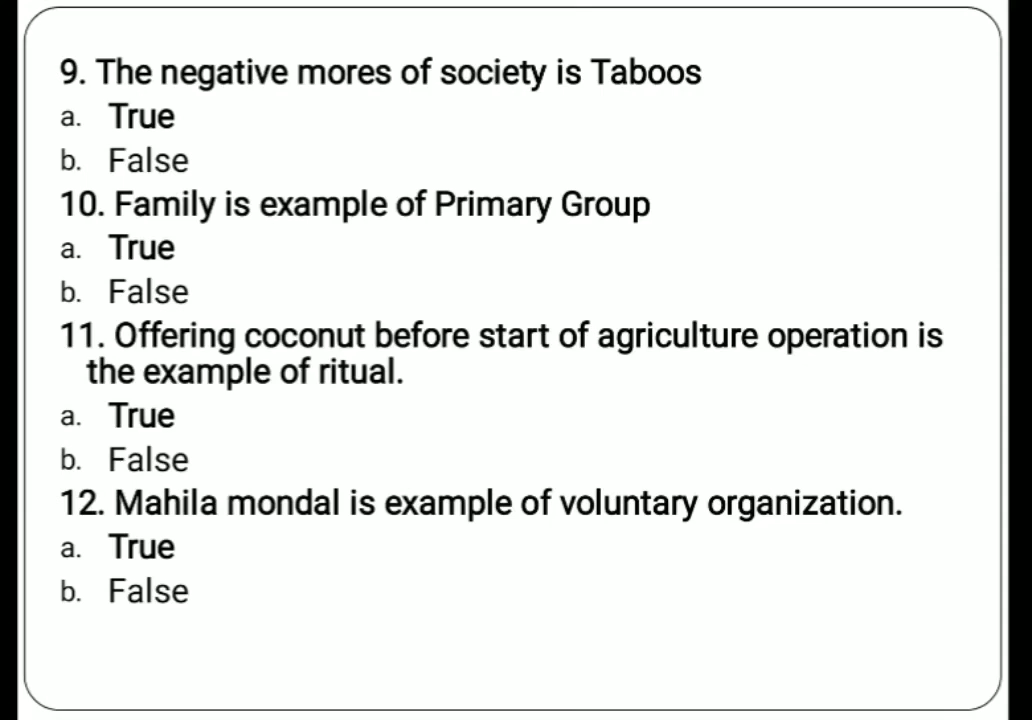 9. The negative mores of society is Taboos
a. True
b. False
10. Family is example of Primary Group
a. True
b. False
11. Offering coconut before start of agriculture operation is
the example of ritual.
a. True
b. False
12. Mahila mondal is example of voluntary organization.
a. True
b. False